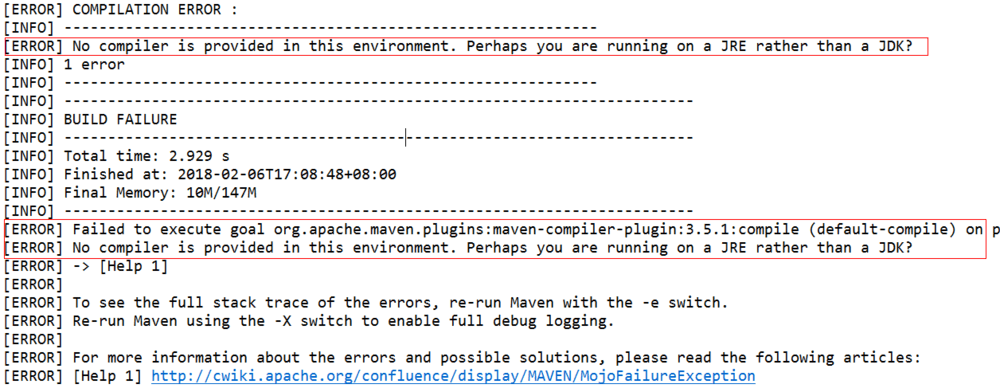 [ERROR] COMPILATION ERROR :
[INFO] -------------------------------------------------------------
[ERROR] No compiler is provided in this environment. Perhaps you are running on a JRE rather than a JDK?
[INFO] 1 error
[INFO] -------------------------------------------------------------
[INFO] ------------------------------------------------------------------------
[INFO] BUILD FAILURE
[INFO] ------------------------------------------------------------------------
[INFO] Total time: 2.929 s
[INFO] Finished at: 2018-02-06T17:08:48+08:00
[INFO] Final Memory: 10M/147M
[INFO] ------------------------------------------------------------------------
[ERROR] Failed to execute goal org.apache.maven.plugins:maven-compiler-plugin:3.5.1:compile (default-compile) on p
[ERROR] No compiler is provided in this environment. Perhaps you are running on a JRE rather than a JDK?
[ERROR] -> [Help 1]
[ERROR]
[ERROR] To see the full stack trace of the errors, re-run Maven with the -e switch.
[ERROR] Re-run Maven using the -X switch to enable full debug logging.
[ERROR]
[ERROR] For more information about the errors and possible solutions, please read the following articles:
[ERROR] [Help 1] http://cwiki.apache.org/confluence/display/MAVEN/MojoFailureException